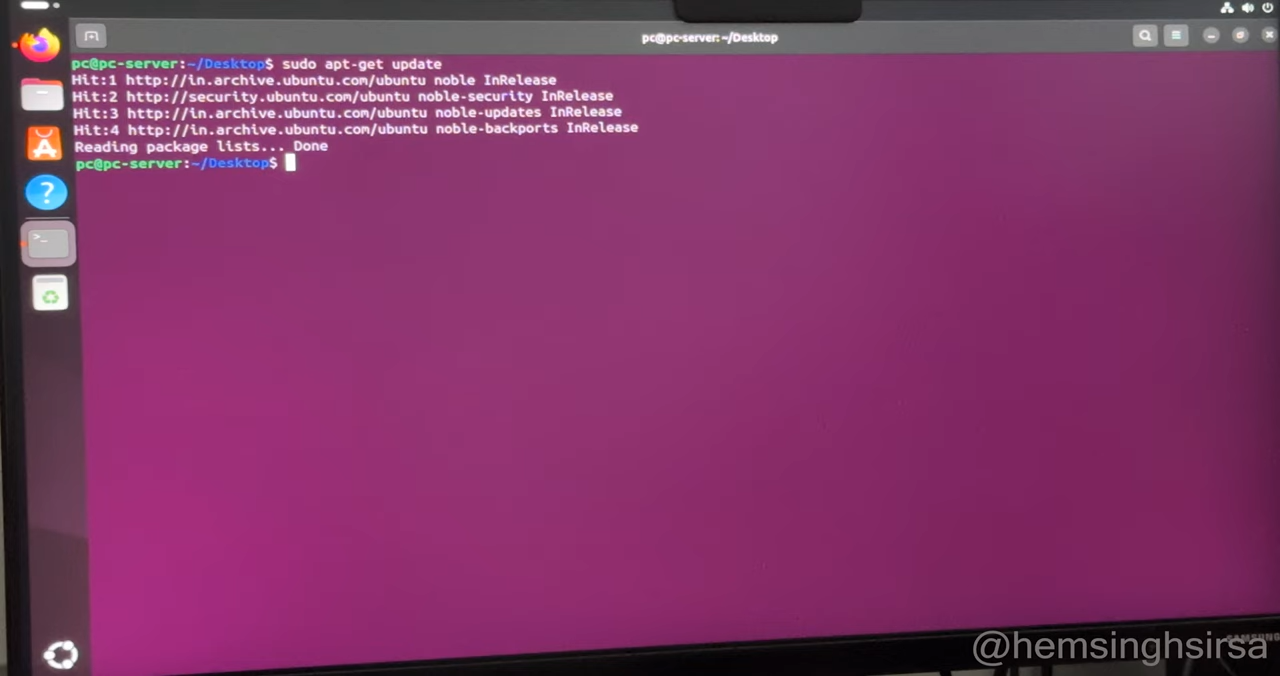 pc@pc-server: ~/Desktop
pc@pc-server:~/Desktop$ sudo apt-get update
Hit:1 http://in.archive.ubuntu.com/ubuntu noble InRelease
Hit:2 http://security.ubuntu.com/ubuntu noble-security InRelease
Hit:3 http://in.archive.ubuntu.com/ubuntu noble-updates InRelease
Hit:4 http://in.archive.ubuntu.com/ubuntu noble-backports InRelease
Reading package lists... Done
pc@pc-server:~/Desktop$
SAMSUNG
@hemsinghsirsa